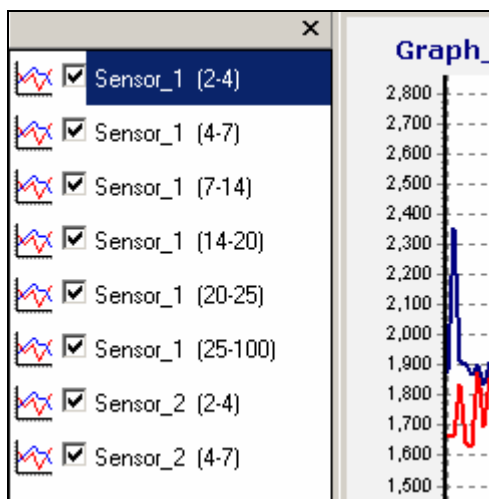 Sensor_1 (2-4)
Sensor_1 (4-7)
Sensor_1 (7-14)
Sensor_1 (14-20)
Sensor_1 (20-25)
Sensor_1 (25-100)
Sensor_2 (2-4)
Sensor_2 (4-7)
Graph_
2,800
2,700
2,600
2,500
2,400
2,300
2,200
2,100
2,000
1,900
1,800
1,700
1,600
1,500